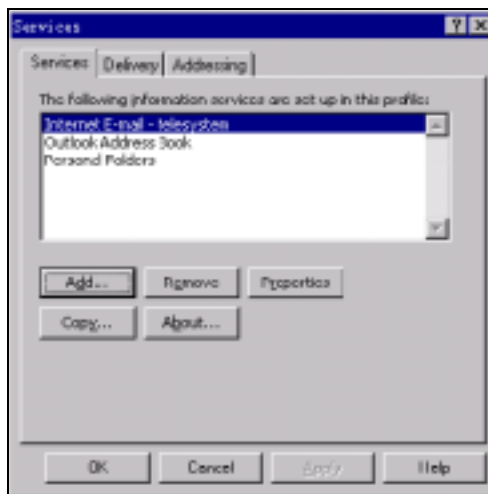 Services
Services Delivery Addressing
The following information services are set up in this profile:
Internet E-mail - telesystem
Outlook Address Book
Personal Folders
Add... Remove Properties
Copy... About...
OK Cancel Apply Help